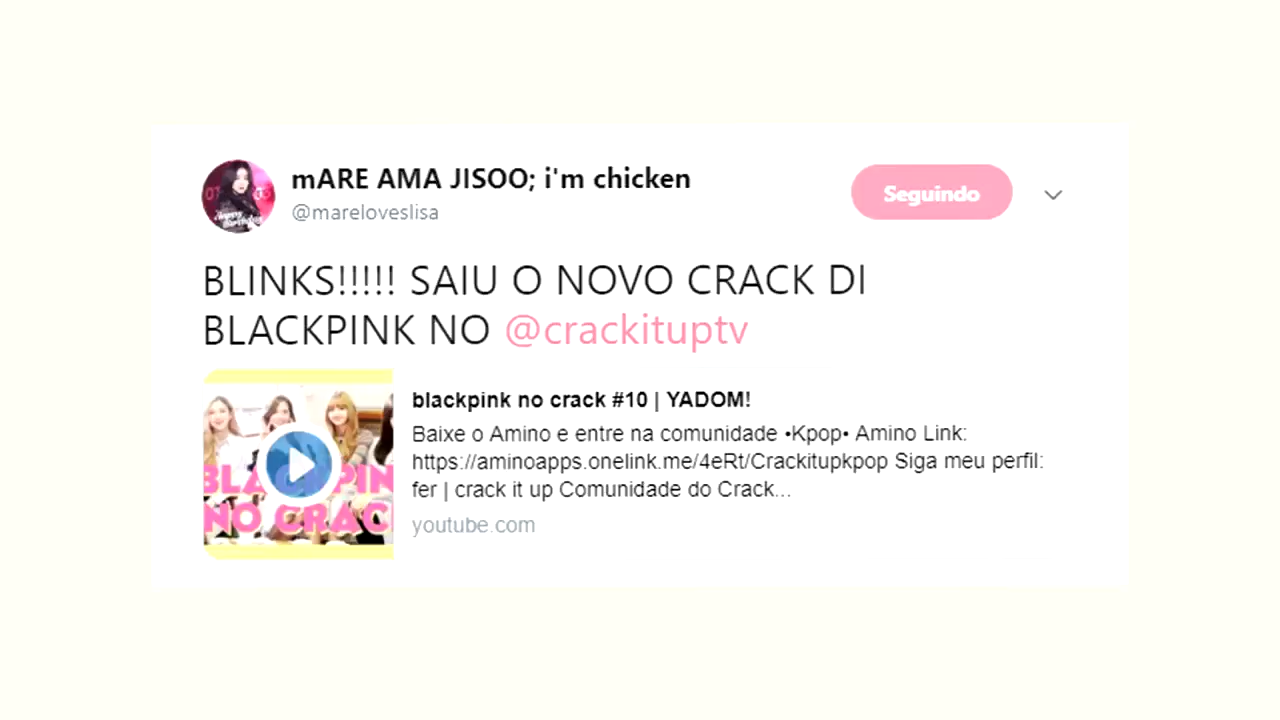 mARE AMA JISOO; i'm chicken
@mareloveslisa
Seguindo
BLINKS!!!!! SAIU O NOVO CRACK DI
BLACKPINK NO @crackituptv
blackpink no crack #10 | YADOM!
Baixe o Amino e entre na comunidade •Kpop• Amino Link:
https://aminoapps.onelink.me/4eRt/Crackitupkpop Siga meu perfil:
fer | crack it up Comunidade do Crack...
youtube.com
NO CRAC